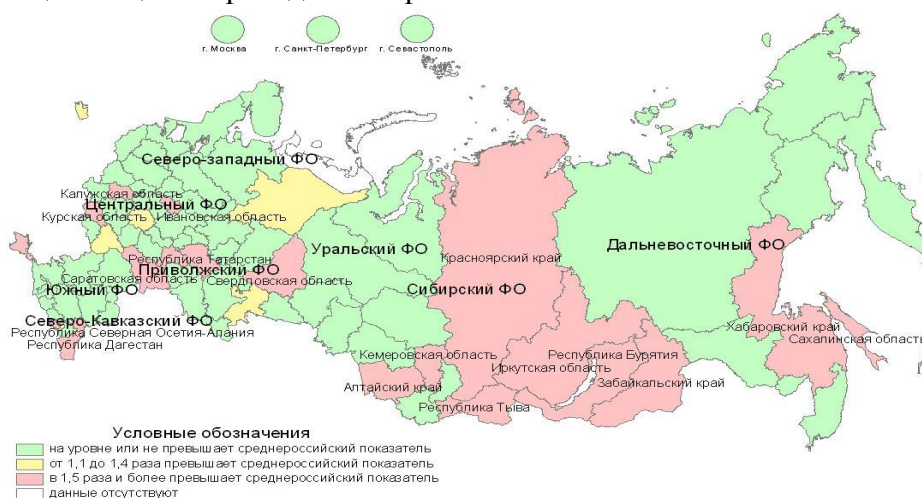 г. Москва
г. Санкт-Петербург
г. Севастополь
Северо-западный ФО
Калужская область
Центральный ФО
Курская область
Ивановская область
Уральский ФО
Дальневосточный ФО
Республика Татарстан
Красноярский край
Приволжский ФО
Саратовская область
Свердловская область
Южный ФО
Сибирский ФО
Северо-Кавказский ФО
Республика Северная Осетия-Алания
Республика Дагестан
Хабаровский край
Сахалинская область
Кемеровская область
Республика Бурятия
Иркутская область
Алтайский край
Забайкальский край
Республика Тыва
Условные обозначения
на уровне или не превышает среднероссийский показатель
от 1,1 до 1,4 раза превышает среднероссийский показатель
в 1,5 раза и более превышает среднероссийский показатель
данные отсутствуют